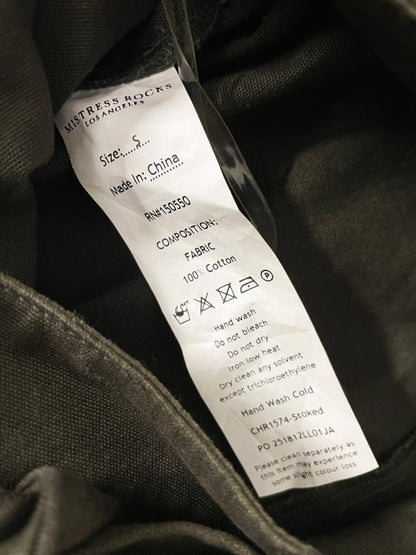 MISTRESS ROCKS
LOS ANGELES
Size:....S....
Made In: China
RN#150550
COMPOSITION:
FABRIC
100% Cotton
P
Hand wash
Do not bleach
Do not dry
Iron low heat
Dry clean any solvent
except trichloroethylene
Hand Wash Cold
CHR1574-Stoked
PO 251812LL01JA
Please clean separately as
this item may experience
some slight colour loss